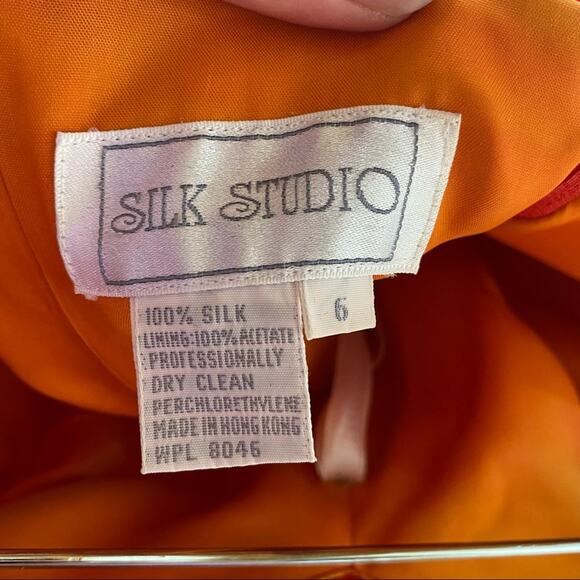 SILK STUDIO
6
100% SILK
LINING:100% ACETATE
PROFESSIONALLY
DRY CLEAN
PERCHLORETHYLENE
MADE IN HONG KONG
WPL 8046